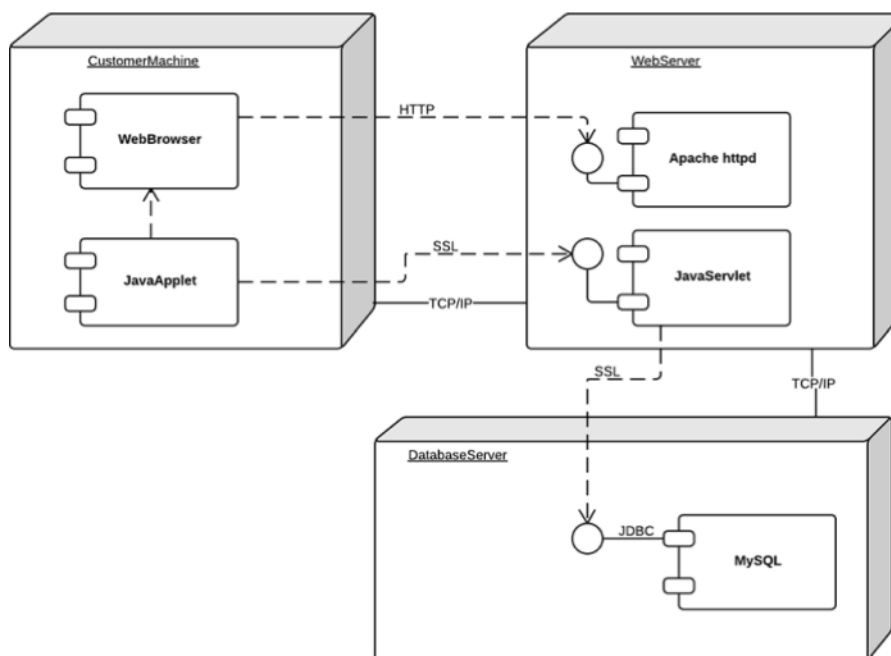 CustomerMachine
WebServer
HTTP
WebBrowser
Apache httpd
SSL
JavaApplet
JavaServlet
TCP/IP
SSL
TCP/IP
DatabaseServer
JDBC
MySQL